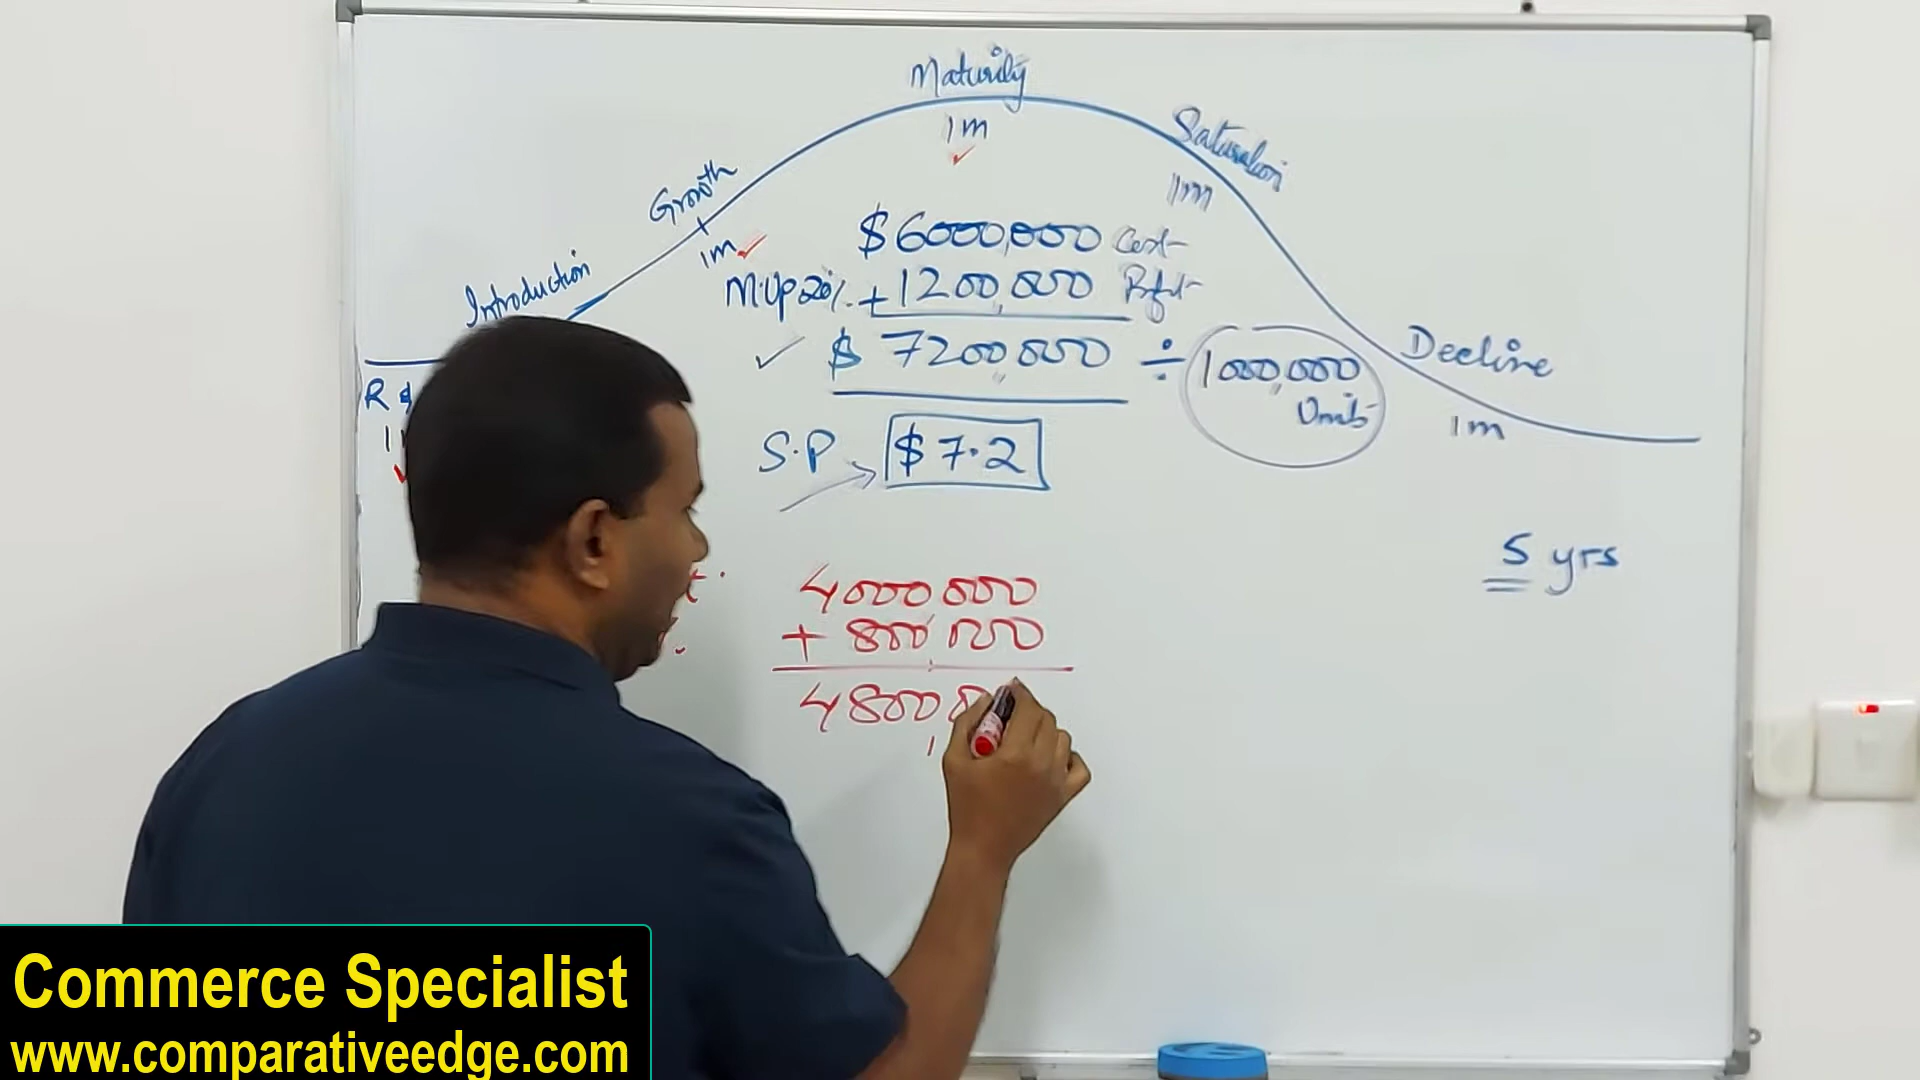 Maturity
1m
Saturation
1m
Growth
1m
Introduction
$6000,000 Cost
M.Up 20%. + 1200,000 Profit
$ 7200,000 ÷ 1000,000
Units
Decline
1m
R &
1
S.P → $7.2
5 yrs
4000,000
+ 800,000
4800,
Commerce Specialist
www.comparativeedge.com